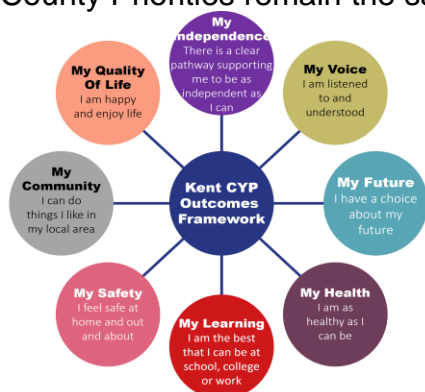 County Priorities remain the sa
My
Independence
There is a clear
pathway supporting
me to be as
independent as
I can
My Voice
I am listened
to and
understood
My Future
I have a choice
about my
future
My Health
I am as
healthy as I
can be
My Learning
I am the best
that I can be at
school, college
or work
My Safety
I feel safe at
home and out
and about
My
Community
I can do
things I like in
my local area
My Quality
Of Life
I am happy
and enjoy life
Kent CYP
Outcomes
Framework